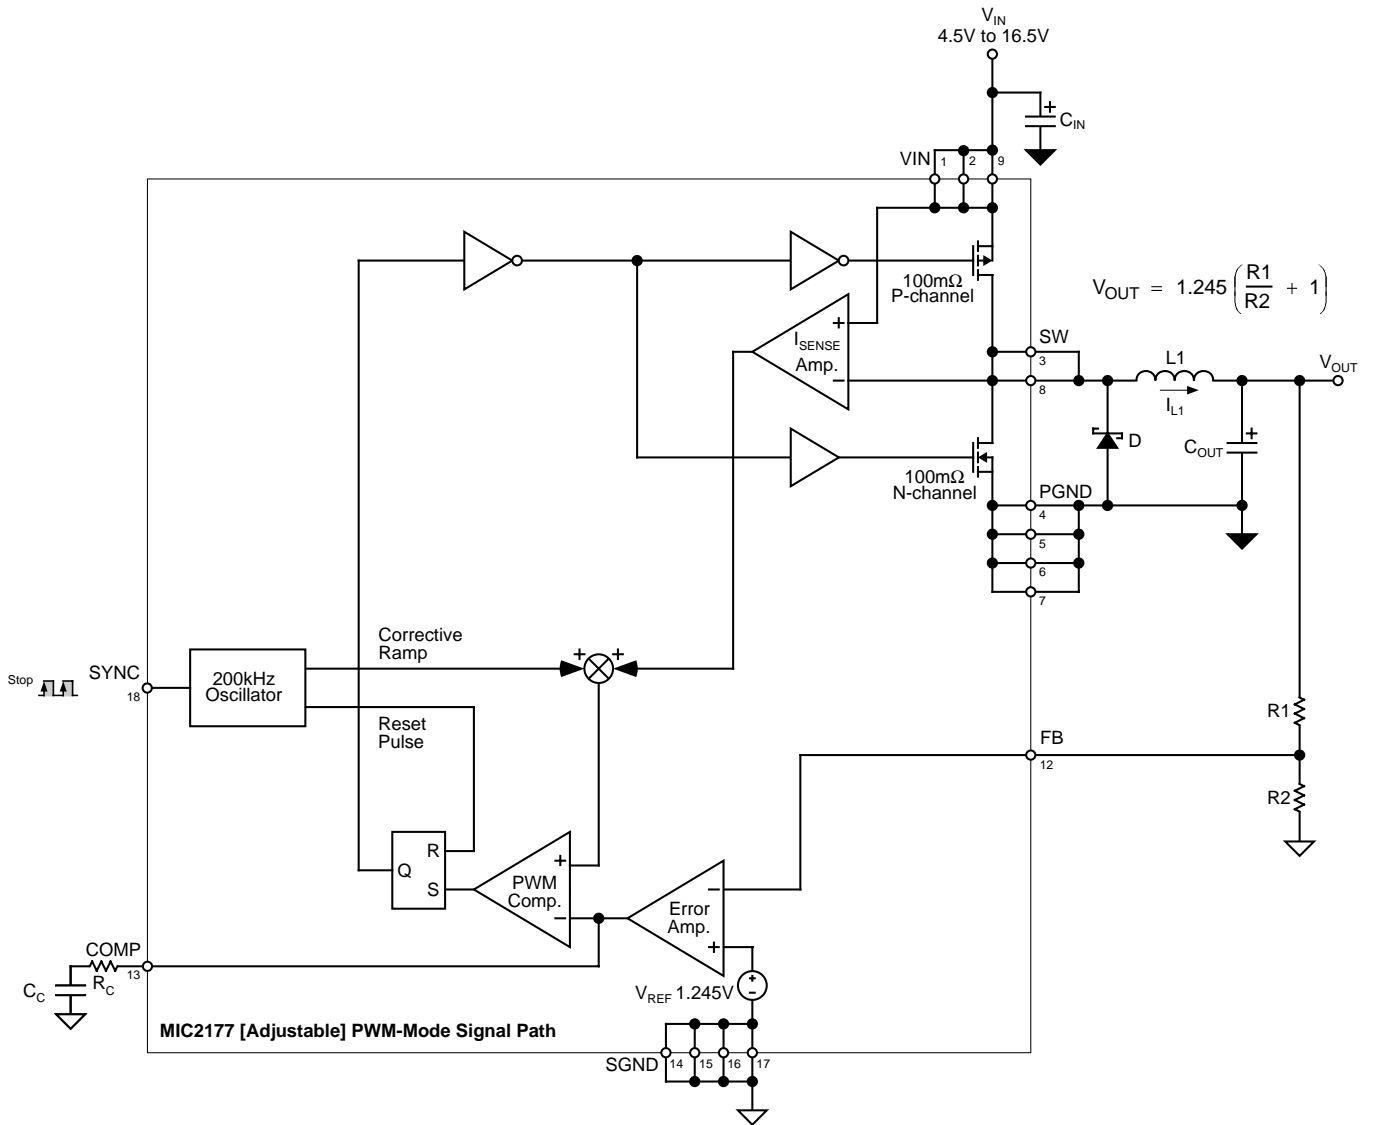 VIN
4.5V to 16.5V
+
CIN
VIN
1
2
9
100mΩ
P-channel
VOUT = 1.245 (R1/R2 + 1)
+
ISENSE
Amp.
−
SW
3
8
L1
IL1
VOUT
D
+
COUT
100mΩ
N-channel
PGND
4
5
6
7
Corrective
Ramp
+
+
Stop
SYNC
18
200kHz
Oscillator
Reset
Pulse
R1
FB
12
R2
R
Q
S
+
PWM
Comp.
−
−
Error
Amp.
+
COMP
13
RC
CC
VREF 1.245V
+
−
MIC2177 [Adjustable] PWM-Mode Signal Path
SGND
14
15
16
17